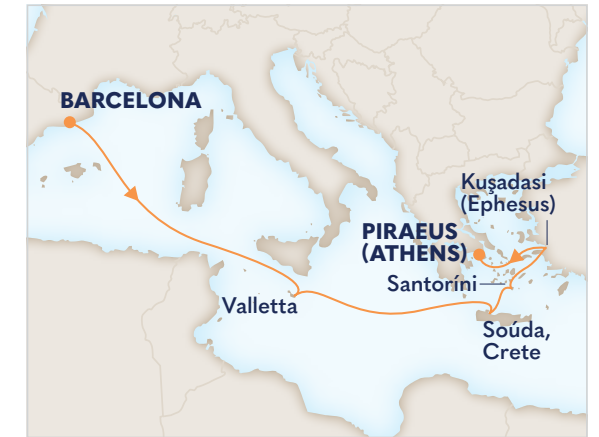 BARCELONA
Kuşadasi
(Ephesus)
PIRAEUS
(ATHENS)
Santoríni
Valletta
Soúda,
Crete